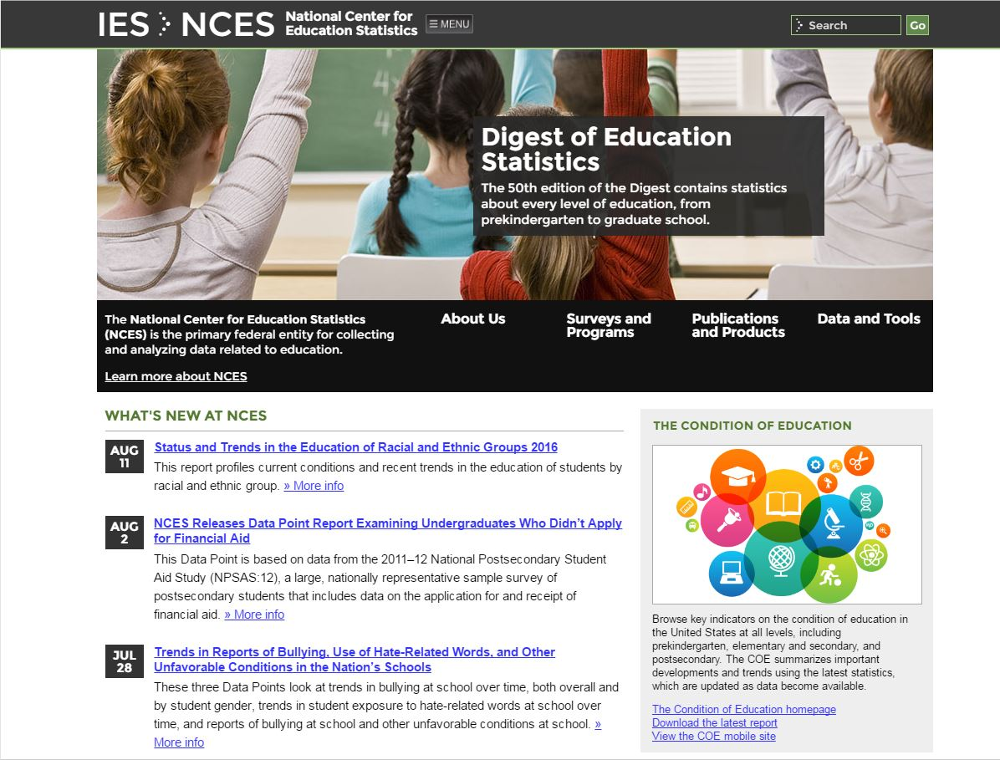 IES NCES National Center for
Education Statistics
☰ MENU
Search
Go
Digest of Education
Statistics
The 50th edition of the Digest contains statistics
about every level of education, from
prekindergarten to graduate school.
The National Center for Education Statistics
(NCES) is the primary federal entity for collecting
and analyzing data related to education.
Learn more about NCES
About Us
Surveys and
Programs
Publications
and Products
Data and Tools
WHAT'S NEW AT NCES
AUG
11
Status and Trends in the Education of Racial and Ethnic Groups 2016
This report profiles current conditions and recent trends in the education of students by
racial and ethnic group. » More info
AUG
2
NCES Releases Data Point Report Examining Undergraduates Who Didn’t Apply
for Financial Aid
This Data Point is based on data from the 2011–12 National Postsecondary Student
Aid Study (NPSAS:12), a large, nationally representative sample survey of
postsecondary students that includes data on the application for and receipt of
financial aid. » More info
JUL
28
Trends in Reports of Bullying, Use of Hate-Related Words, and Other
Unfavorable Conditions in the Nation’s Schools
These three Data Points look at trends in bullying at school over time, both overall and
by student gender, trends in student exposure to hate-related words at school over
time, and reports of bullying at school and other unfavorable conditions at school. »
More info
THE CONDITION OF EDUCATION
Browse key indicators on the condition of education in
the United States at all levels, including
prekindergarten, elementary and secondary, and
postsecondary. The COE summarizes important
developments and trends using the latest statistics,
which are updated as data become available.
The Condition of Education homepage
Download the latest report
View the COE mobile site